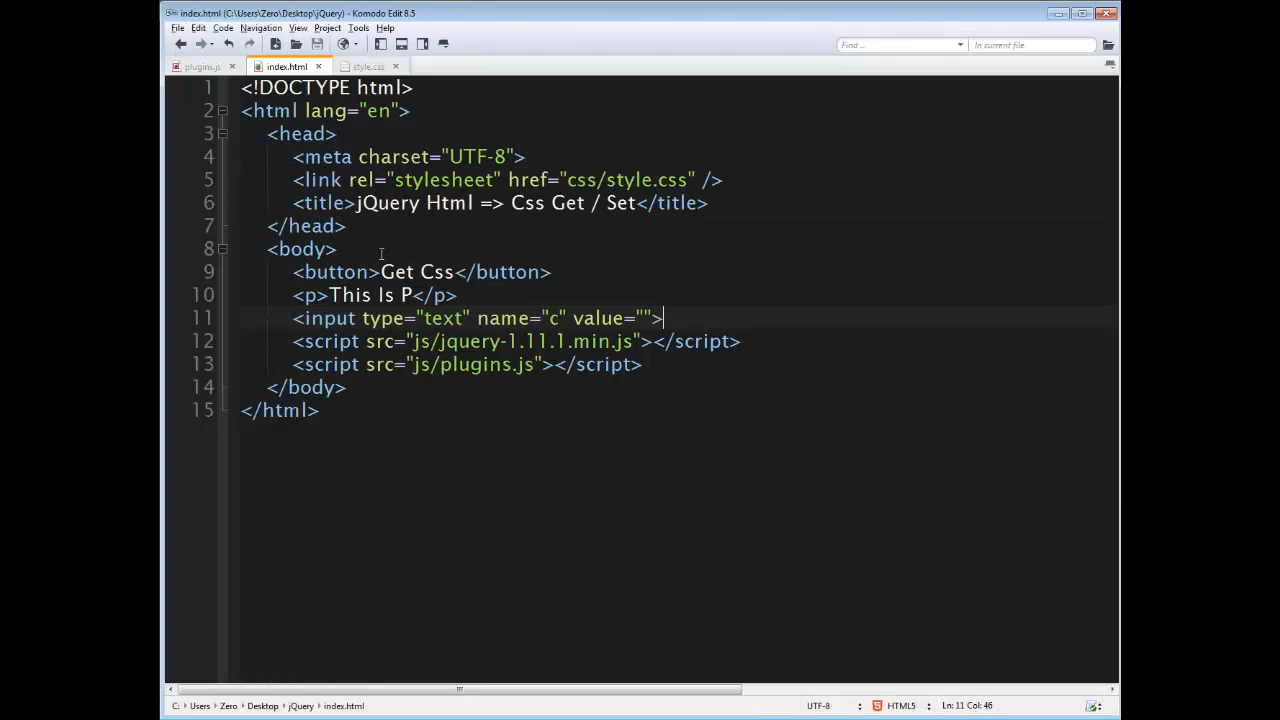 index.html (C:\Users\Zero\Desktop\jQuery) - Komodo Edit 8.5
File Edit Code Navigation View Project Tools Help
Find ... In current file
plugins.js index.html style.css
1 <!DOCTYPE html>
2 <html lang="en">
3 <head>
4 <meta charset="UTF-8">
5 <link rel="stylesheet" href="css/style.css" />
6 <title>jQuery Html => Css Get / Set</title>
7 </head>
8 <body>
9 <button>Get Css</button>
10 <p>This Is P</p>
11 <input type="text" name="c" value="">
12 <script src="js/jquery-1.11.1.min.js"></script>
13 <script src="js/plugins.js"></script>
14 </body>
15 </html>
C: Users Zero Desktop jQuery index.html UTF-8 HTML5 Ln: 11 Col: 46